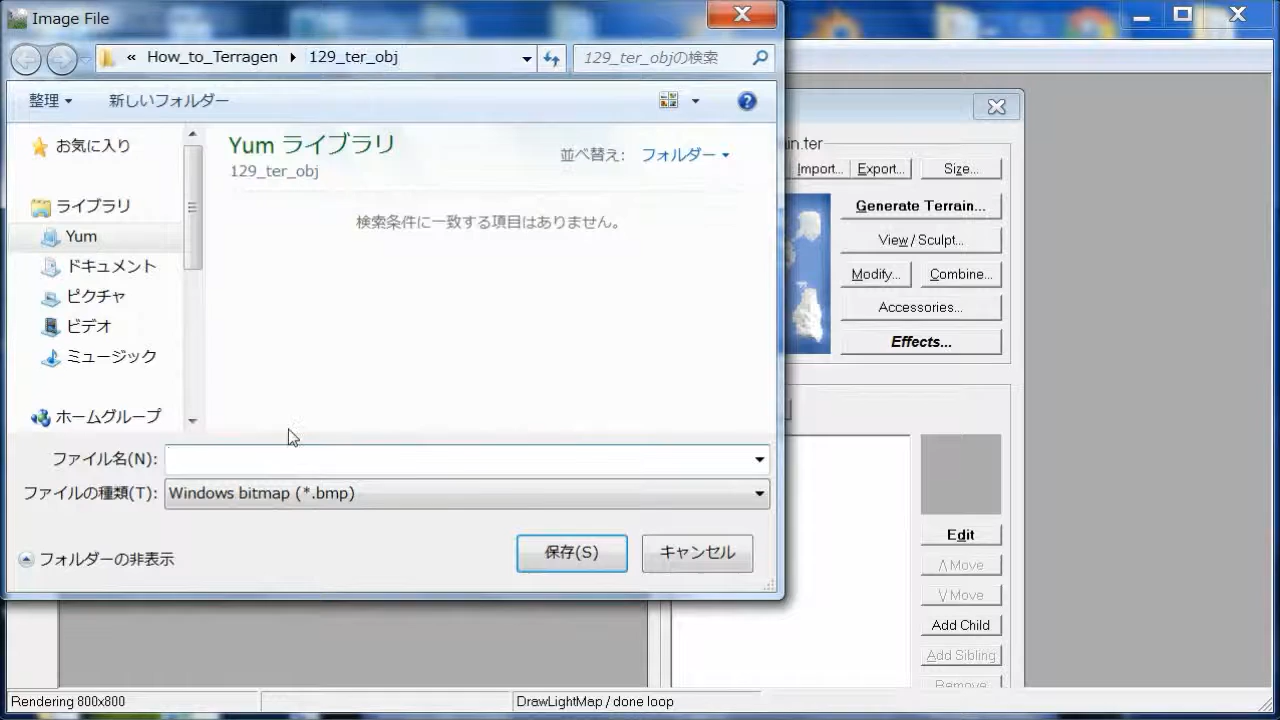 Image File
« How_to_Terragen ▸ 129_ter_obj
129_ter_objの検索
整理
新しいフォルダー
お気に入り
ライブラリ
Yum
ドキュメント
ピクチャ
ビデオ
ミュージック
ホームグループ
Yum ライブラリ
129_ter_obj
並べ替え: フォルダー
検索条件に一致する項目はありません。
ファイル名(N):
ファイルの種類(T): Windows bitmap (*.bmp)
フォルダーの非表示
保存(S)
キャンセル
in.ter
Import...
Export...
Size...
Generate Terrain...
View / Sculpt...
Modify...
Combine...
Accessories...
Effects...
Edit
Λ Move
V Move
Add Child
Add Sibling
Remove
Rendering 800x800
DrawLightMap / done loop